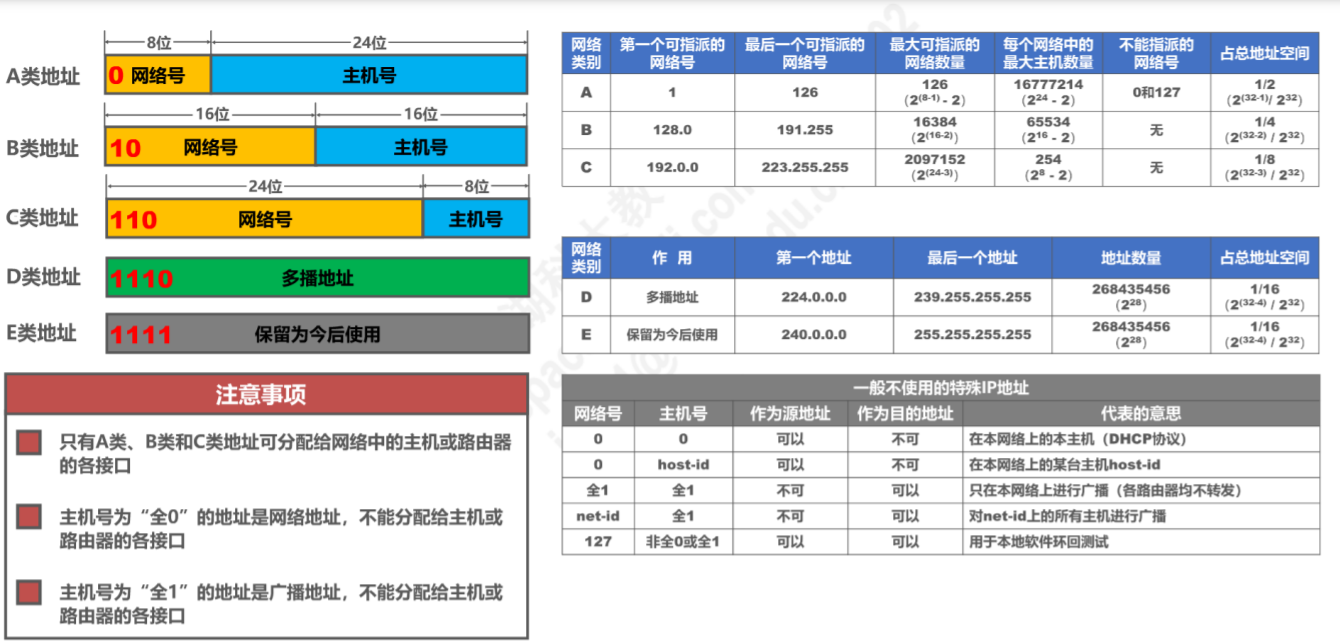 8位 24位
A类地址 0 网络号 主机号
16位 16位
B类地址 10 网络号 主机号
24位 8位
C类地址 110 网络号 主机号
D类地址 1110 多播地址
E类地址 1111 保留为今后使用
注意事项
只有A类、B类和C类地址可分配给网络中的主机或路由器
的各接口
主机号为“全0”的地址是网络地址，不能分配给主机或
路由器的各接口
主机号为“全1”的地址是广播地址，不能分配给主机或
路由器的各接口
网络 第一个可指派的 最后一个可指派的 最大可指派的 每个网络中的 不能指派的 占总地址空间
类别 网络号 网络号 网络数量 最大主机数量 网络号
A 1 126 126 16777214 0和127 1/2
(2^(8-1) - 2) (2^24 - 2) (2^(32-1)/ 2^32)
B 128.0 191.255 16384 65534 无 1/4
(2^(16-2)) (2^16 - 2) (2^(32-2) / 2^32)
C 192.0.0 223.255.255 2097152 254 无 1/8
(2^(24-3)) (2^8 - 2) (2^(32-3) / 2^32)
网络 作 用 第一个地址 最后一个地址 地址数量 占总地址空间
类别
D 多播地址 224.0.0.0 239.255.255.255 268435456 1/16
(2^28) (2^(32-4) / 2^32)
E 保留为今后使用 240.0.0.0 255.255.255.255 268435456 1/16
(2^28) (2^(32-4) / 2^32)
一般不使用的特殊IP地址
网络号 主机号 作为源地址 作为目的地址 代表的意思
0 0 可以 不可 在本网络上的本主机（DHCP协议）
0 host-id 可以 不可 在本网络上的某台主机host-id
全1 全1 不可 可以 只在本网络上进行广播（各路由器均不转发）
net-id 全1 不可 可以 对net-id上的所有主机进行广播
127 非全0或全1 可以 可以 用于本地软件环回测试